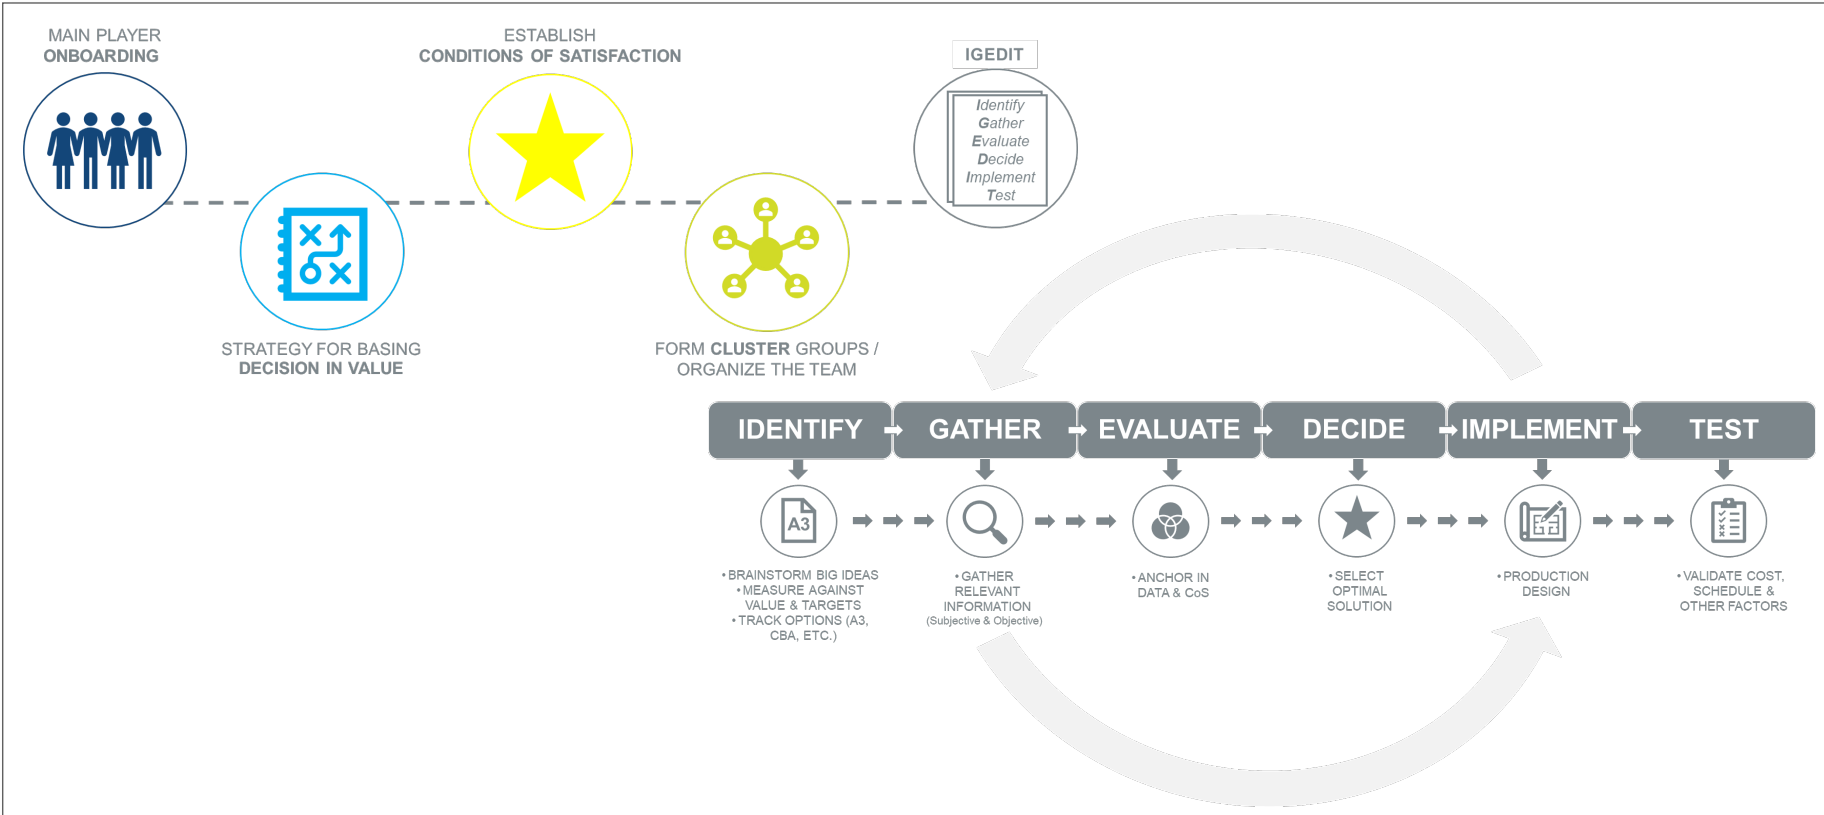 MAIN PLAYER
ONBOARDING
ESTABLISH
CONDITIONS OF SATISFACTION
IGEDIT
Identify
Gather
Evaluate
Decide
Implement
Test
STRATEGY FOR BASING
DECISION IN VALUE
FORM CLUSTER GROUPS /
ORGANIZE THE TEAM
IDENTIFY
GATHER
EVALUATE
DECIDE
IMPLEMENT
TEST
A3
• BRAINSTORM BIG IDEAS
• MEASURE AGAINST
VALUE & TARGETS
• TRACK OPTIONS (A3,
CBA, ETC.)
• GATHER
RELEVANT
INFORMATION
(Subjective & Objective)
• ANCHOR IN
DATA & CoS
• SELECT
OPTIMAL
SOLUTION
• PRODUCTION
DESIGN
• VALIDATE COST,
SCHEDULE &
OTHER FACTORS